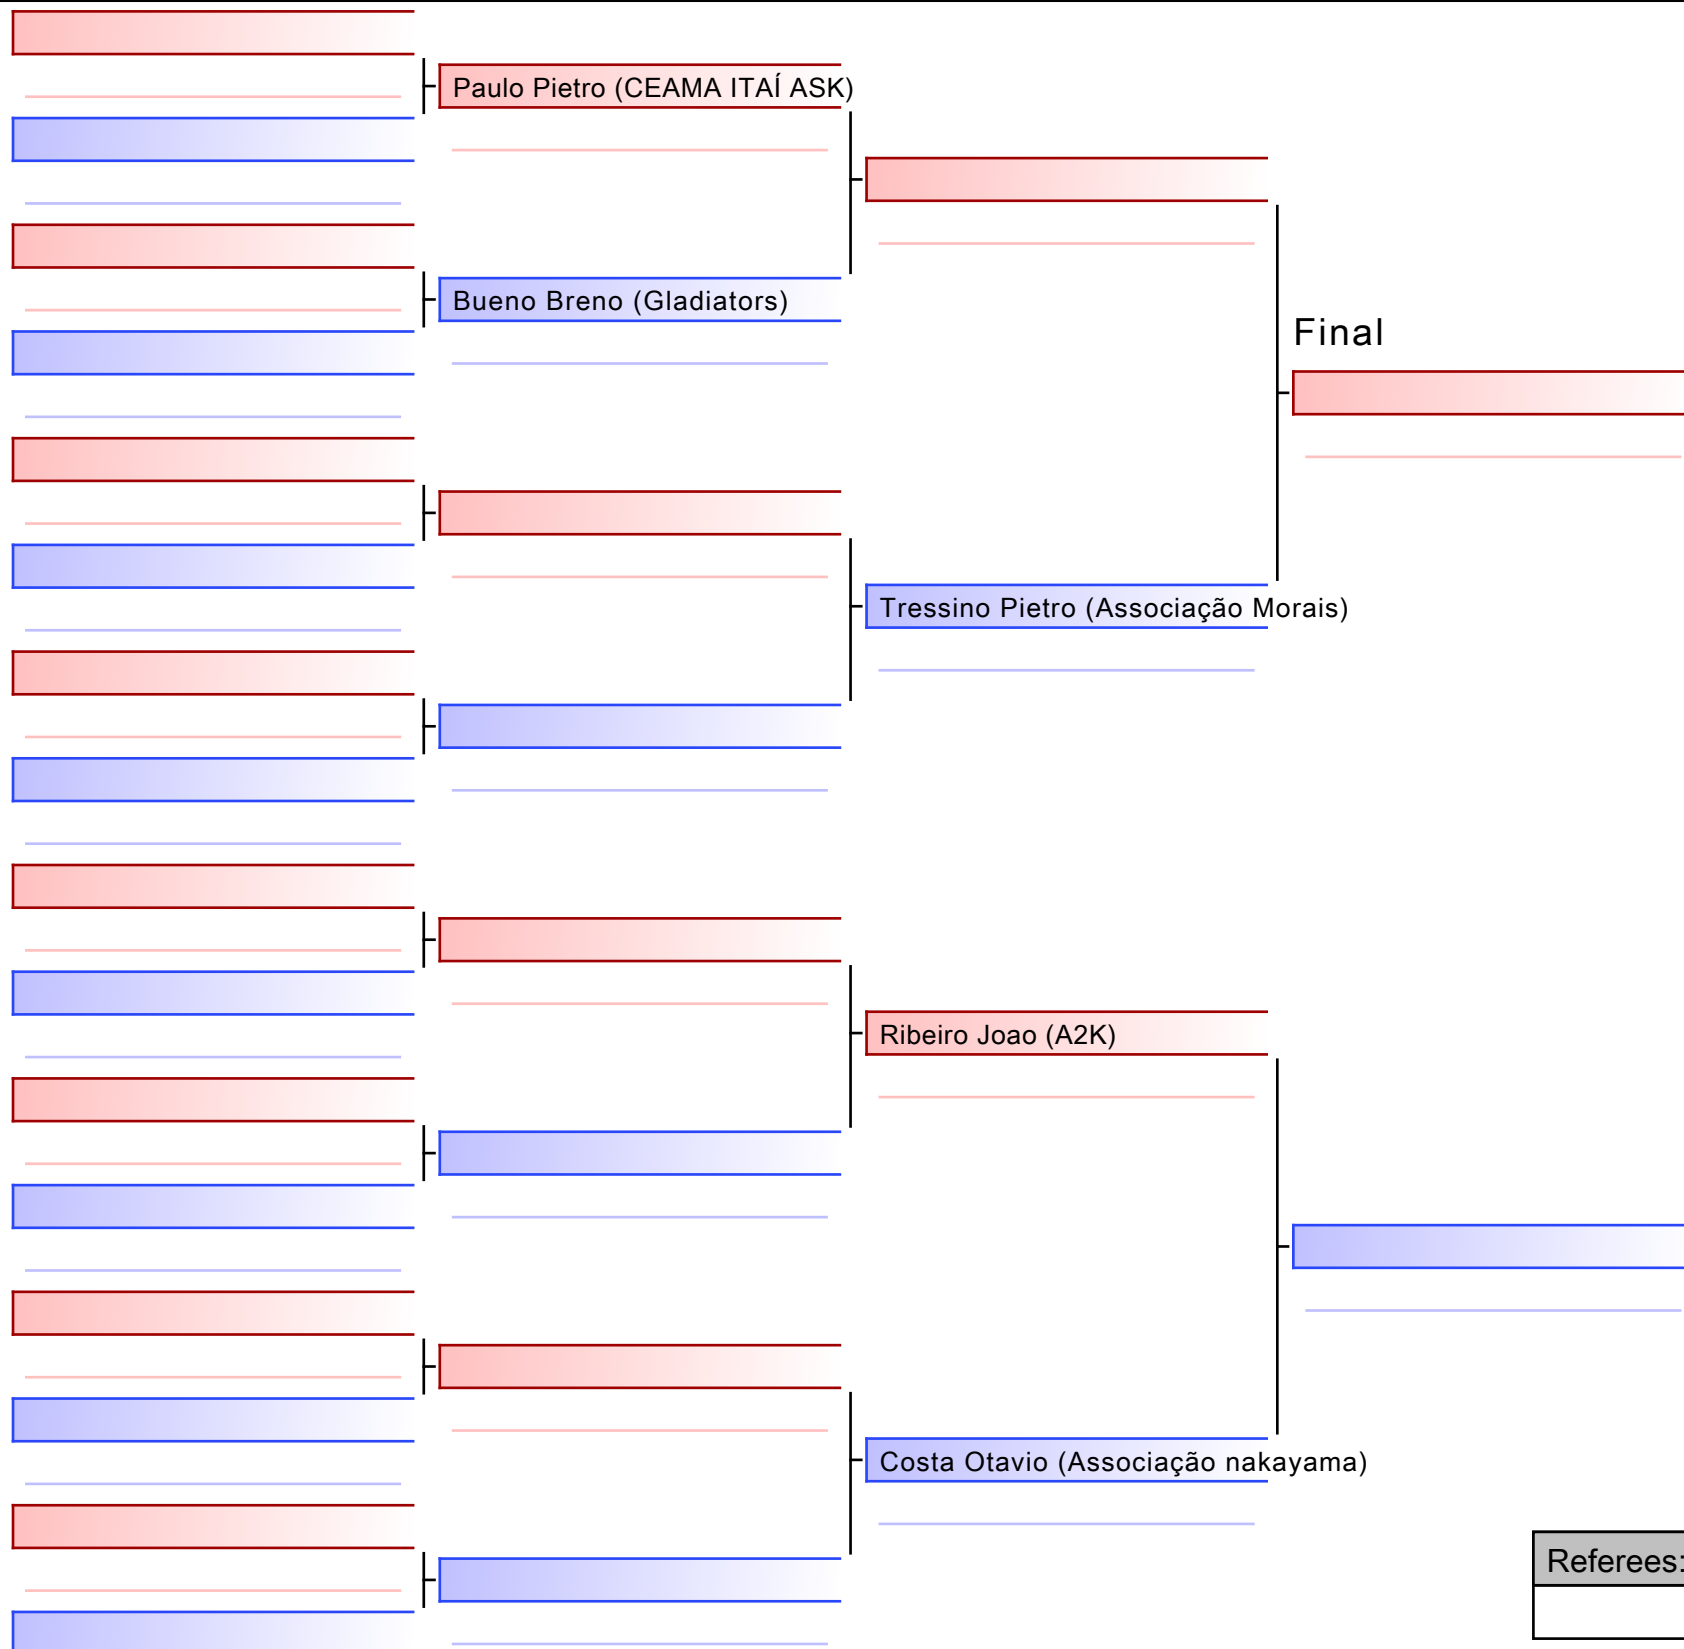 Paulo Pietro (CEAMA ITAÍ ASK)
Bueno Breno (Gladiators)
Final
Tressino Pietro (Associação Morais)
Ribeiro Joao (A2K)
Costa Otavio (Associação nakayama)
Referees: